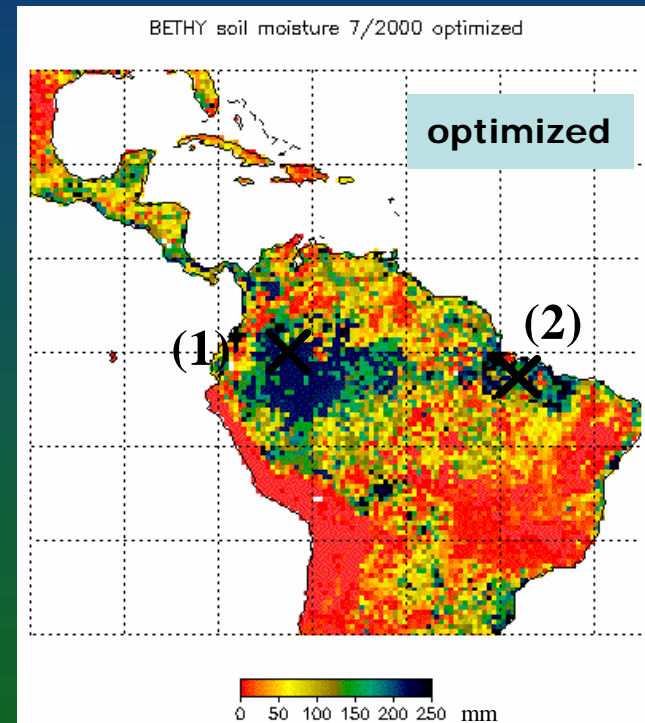 BETHY soil moisture 7/2000 optimized
optimized
(1)
(2)
0 50 100 150 200 250 mm